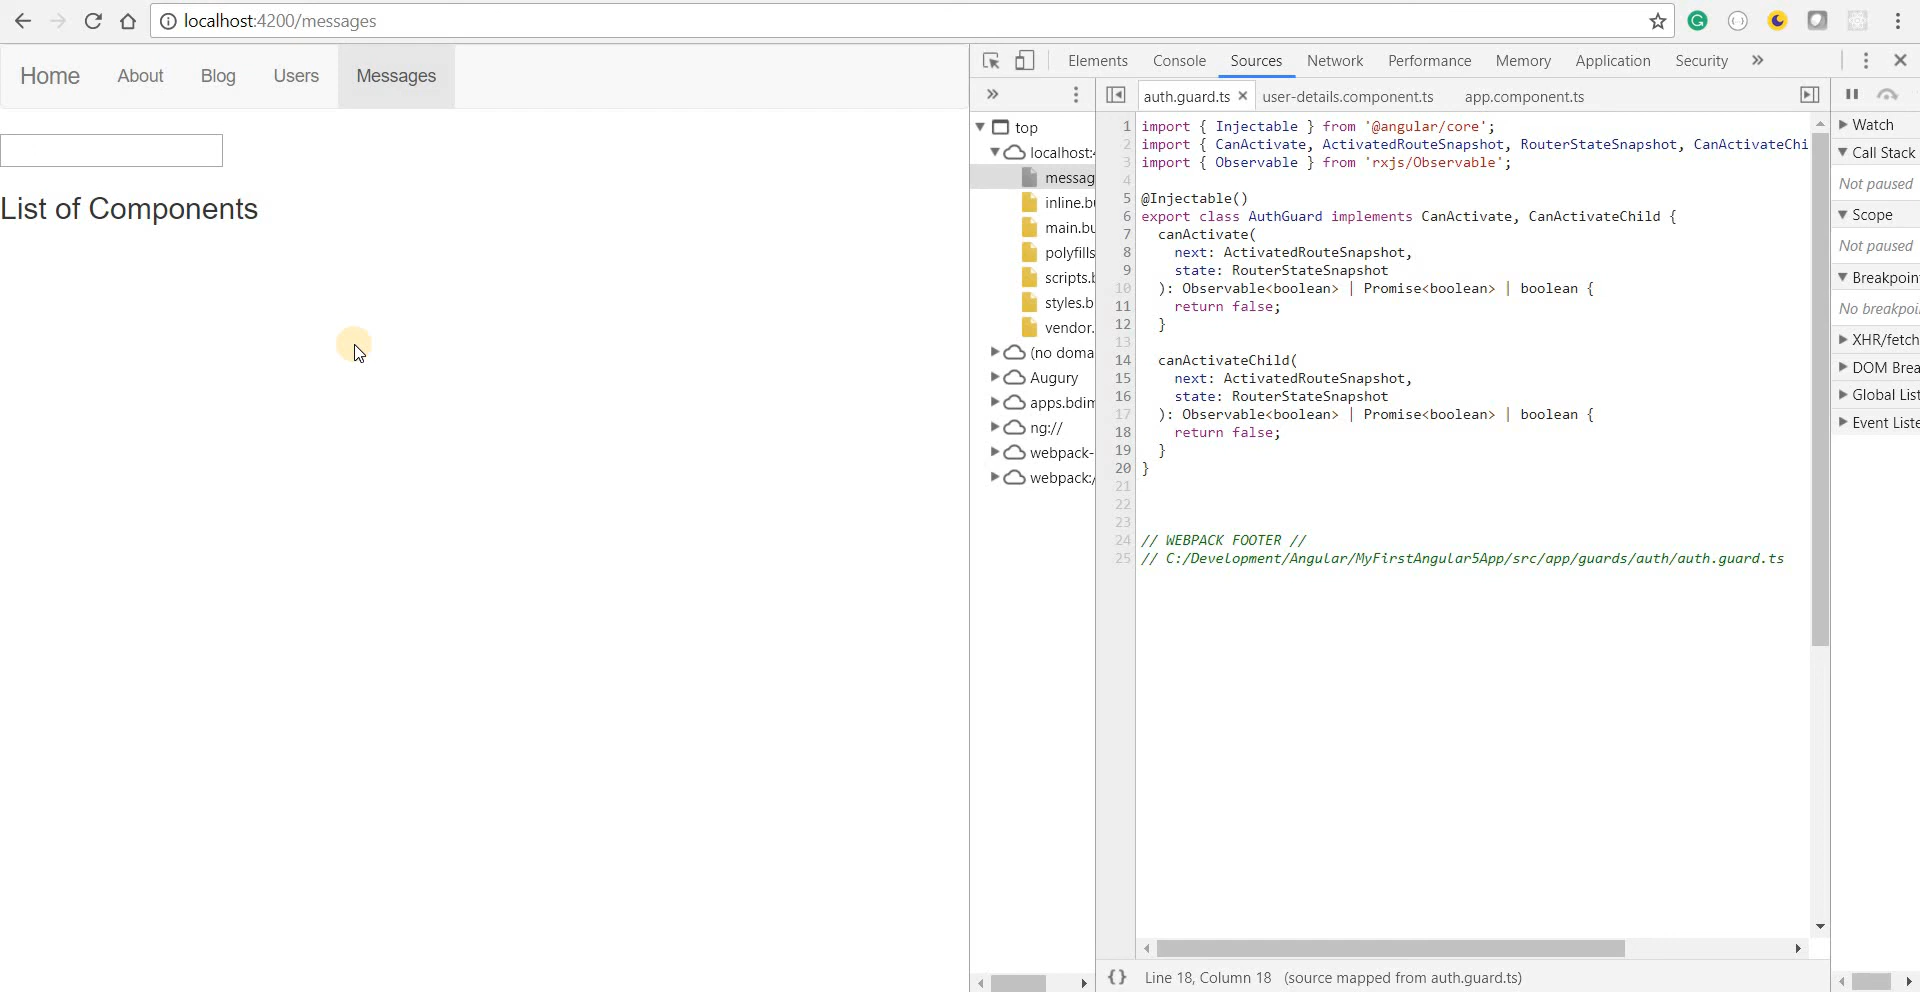 localhost:4200/messages
Home About Blog Users Messages
List of Components
Elements Console Sources Network Performance Memory Application Security »
»
auth.guard.ts × user-details.component.ts app.component.ts
top
localhost:4
messag
inline.bu
main.bu
polyfills
scripts.b
styles.b
vendor.
(no doma
Augury
apps.bdim
ng://
webpack-
webpack:/
1 import { Injectable } from '@angular/core';
2 import { CanActivate, ActivatedRouteSnapshot, RouterStateSnapshot, CanActivateChi
3 import { Observable } from 'rxjs/Observable';
4
5 @Injectable()
6 export class AuthGuard implements CanActivate, CanActivateChild {
7 canActivate(
8 next: ActivatedRouteSnapshot,
9 state: RouterStateSnapshot
10 ): Observable<boolean> | Promise<boolean> | boolean {
11 return false;
12 }
13
14 canActivateChild(
15 next: ActivatedRouteSnapshot,
16 state: RouterStateSnapshot
17 ): Observable<boolean> | Promise<boolean> | boolean {
18 return false;
19 }
20 }
21
22
23
24 // WEBPACK FOOTER //
25 // C:/Development/Angular/MyFirstAngular5App/src/app/guards/auth/auth.guard.ts
{} Line 18, Column 18 (source mapped from auth.guard.ts)
Watch
Call Stack
Not paused
Scope
Not paused
Breakpoin
No breakpoi
XHR/fetch
DOM Brea
Global List
Event Liste